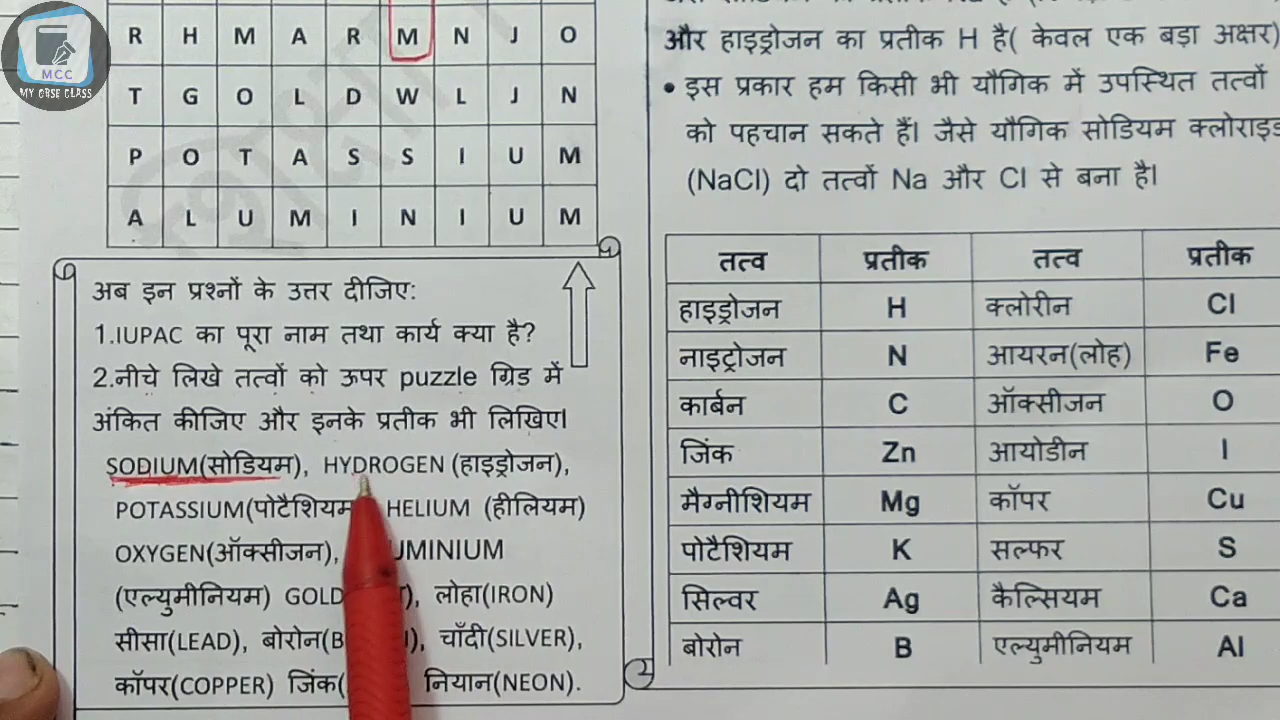 MCC
MY CBSE CLASS
R H M A R M N J O
T G O L D W L J N
P O T A S S I U M
A L U M I N I U M
अब इन प्रश्नों के उत्तर दीजिए:
1.IUPAC का पूरा नाम तथा कार्य क्या है?
2.नीचे लिखे तत्वों को ऊपर puzzle ग्रिड में
अंकित कीजिए और इनके प्रतीक भी लिखिए।
SODIUM(सोडियम), HYDROGEN (हाइड्रोजन),
POTASSIUM(पोटैशियम HELIUM (हीलियम)
OXYGEN(ऑक्सीजन), UMINIUM
(एल्युमीनियम) GOLD ), लोहा(IRON)
सीसा(LEAD), बोरोन(B ), चाँदी(SILVER),
कॉपर(COPPER) जिंक( नियान(NEON).
और हाइड्रोजन का प्रतीक H है( केवल एक बड़ा अक्षर)
• इस प्रकार हम किसी भी यौगिक में उपस्थित तत्वों
को पहचान सकते हैं। जैसे यौगिक सोडियम क्लोराइड
(NaCl) दो तत्वों Na और Cl से बना है।
तत्व प्रतीक तत्व प्रतीक
हाइड्रोजन H क्लोरीन Cl
नाइट्रोजन N आयरन(लोह) Fe
कार्बन C ऑक्सीजन O
जिंक Zn आयोडीन I
मैग्नीशियम Mg कॉपर Cu
पोटैशियम K सल्फर S
सिल्वर Ag कैल्सियम Ca
बोरोन B एल्युमीनियम Al